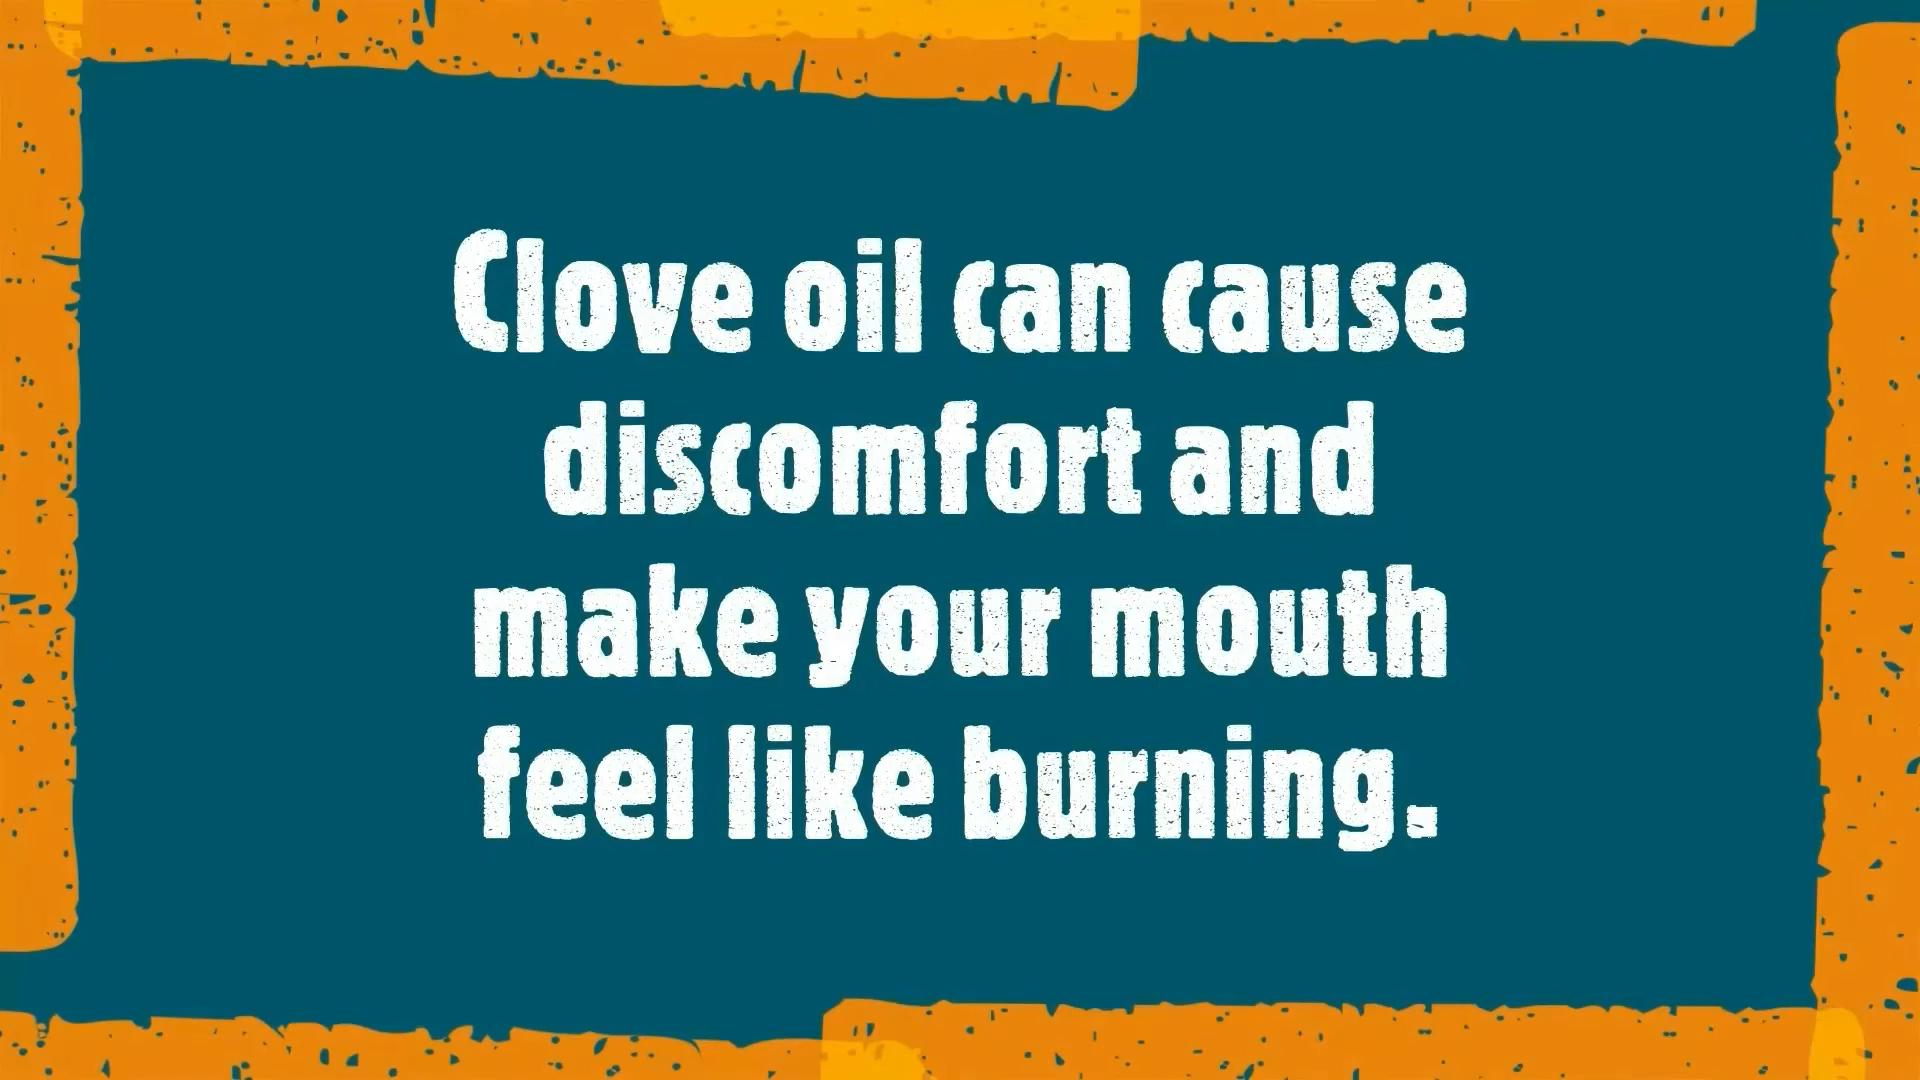 Clove oil can cause
discomfort and
make your mouth
feel like burning.